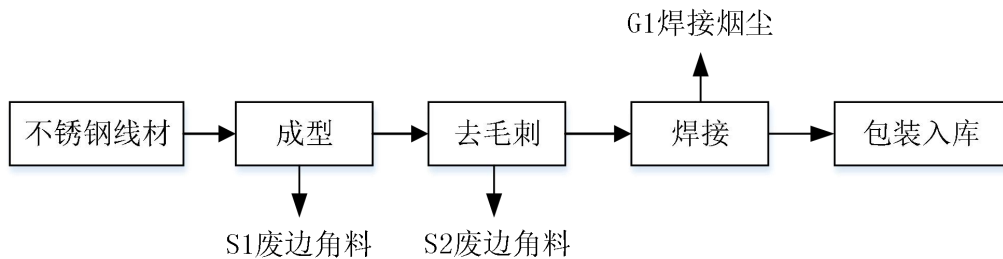 G1焊接烟尘
不锈钢线材
成型
去毛刺
焊接
包装入库
S1废边角料
S2废边角料